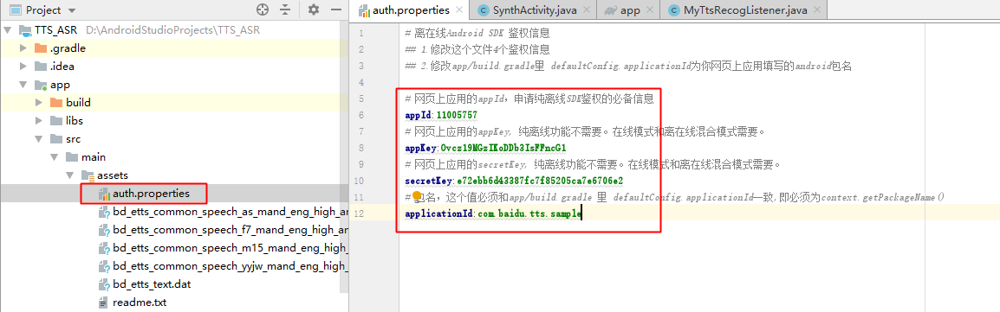 Project
TTS_ASR D:\AndroidStudioProjects\TTS_ASR
.gradle
.idea
app
build
libs
src
main
assets
auth.properties
bd_etts_common_speech_as_mand_eng_high_am
bd_etts_common_speech_f7_mand_eng_high_am
bd_etts_common_speech_m15_mand_eng_high_
bd_etts_common_speech_yyjw_mand_eng_high_
bd_etts_text.dat
readme.txt
auth.properties SynthActivity.java app MyTtsRecogListener.java
1 # 离在线Android SDK 鉴权信息
2 ## 1.修改这个文件4个鉴权信息
3 ## 2.修改app/build.gradle里 defaultConfig.applicationId为你网页上应用填写的android包名
4
5 # 网页上应用的appId，申请纯离线SDK鉴权的必备信息
6 appId:11005757
7 # 网页上应用的appKey, 纯离线功能不需要。在线模式和离在线混合模式需要。
8 appKey:Ovcz19MGzIKoDDb3IsFFncG1
9 # 网页上应用的secretKey, 纯离线功能不需要。在线模式和离在线混合模式需要。
10 secretKey:e72ebb6d43387fc7f85205ca7e6706e2
11 # 包名，这个值必须和app/build.gradle 里 defaultConfig.applicationId一致,即必须为context.getPackageName()
12 applicationId:com.baidu.tts.sample